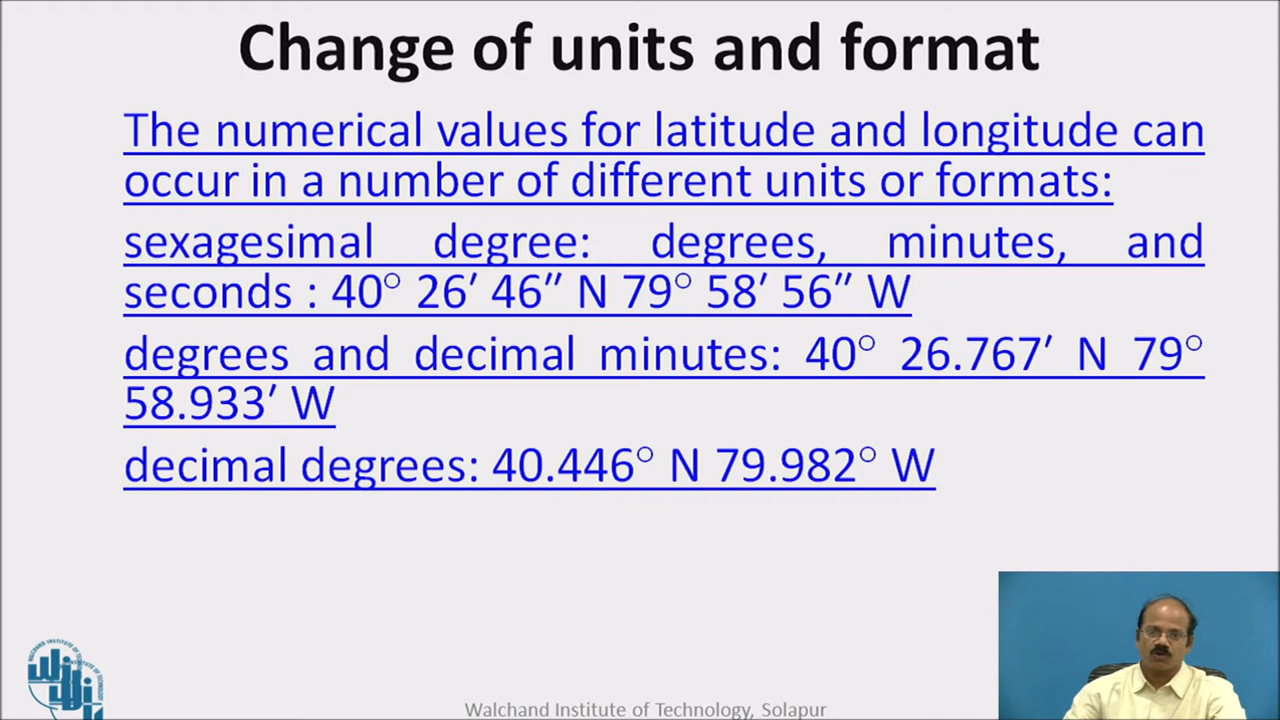 Change of units and format
The numerical values for latitude and longitude can
occur in a number of different units or formats:
sexagesimal degree: degrees, minutes, and
seconds : 40° 26′ 46″ N 79° 58′ 56″ W
degrees and decimal minutes: 40° 26.767′ N 79°
58.933′ W
decimal degrees: 40.446° N 79.982° W
Walchand Institute of Technology, Solapur